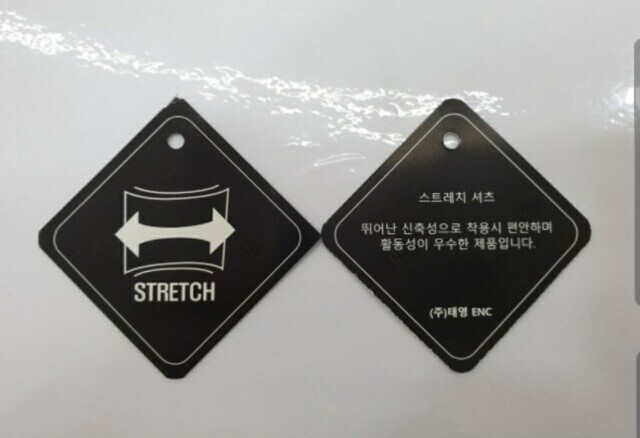 STRETCH
스트레치 셔츠
뛰어난 신축성으로 착용시 편안하며
활동성이 우수한 제품입니다.
(주)태영 ENC